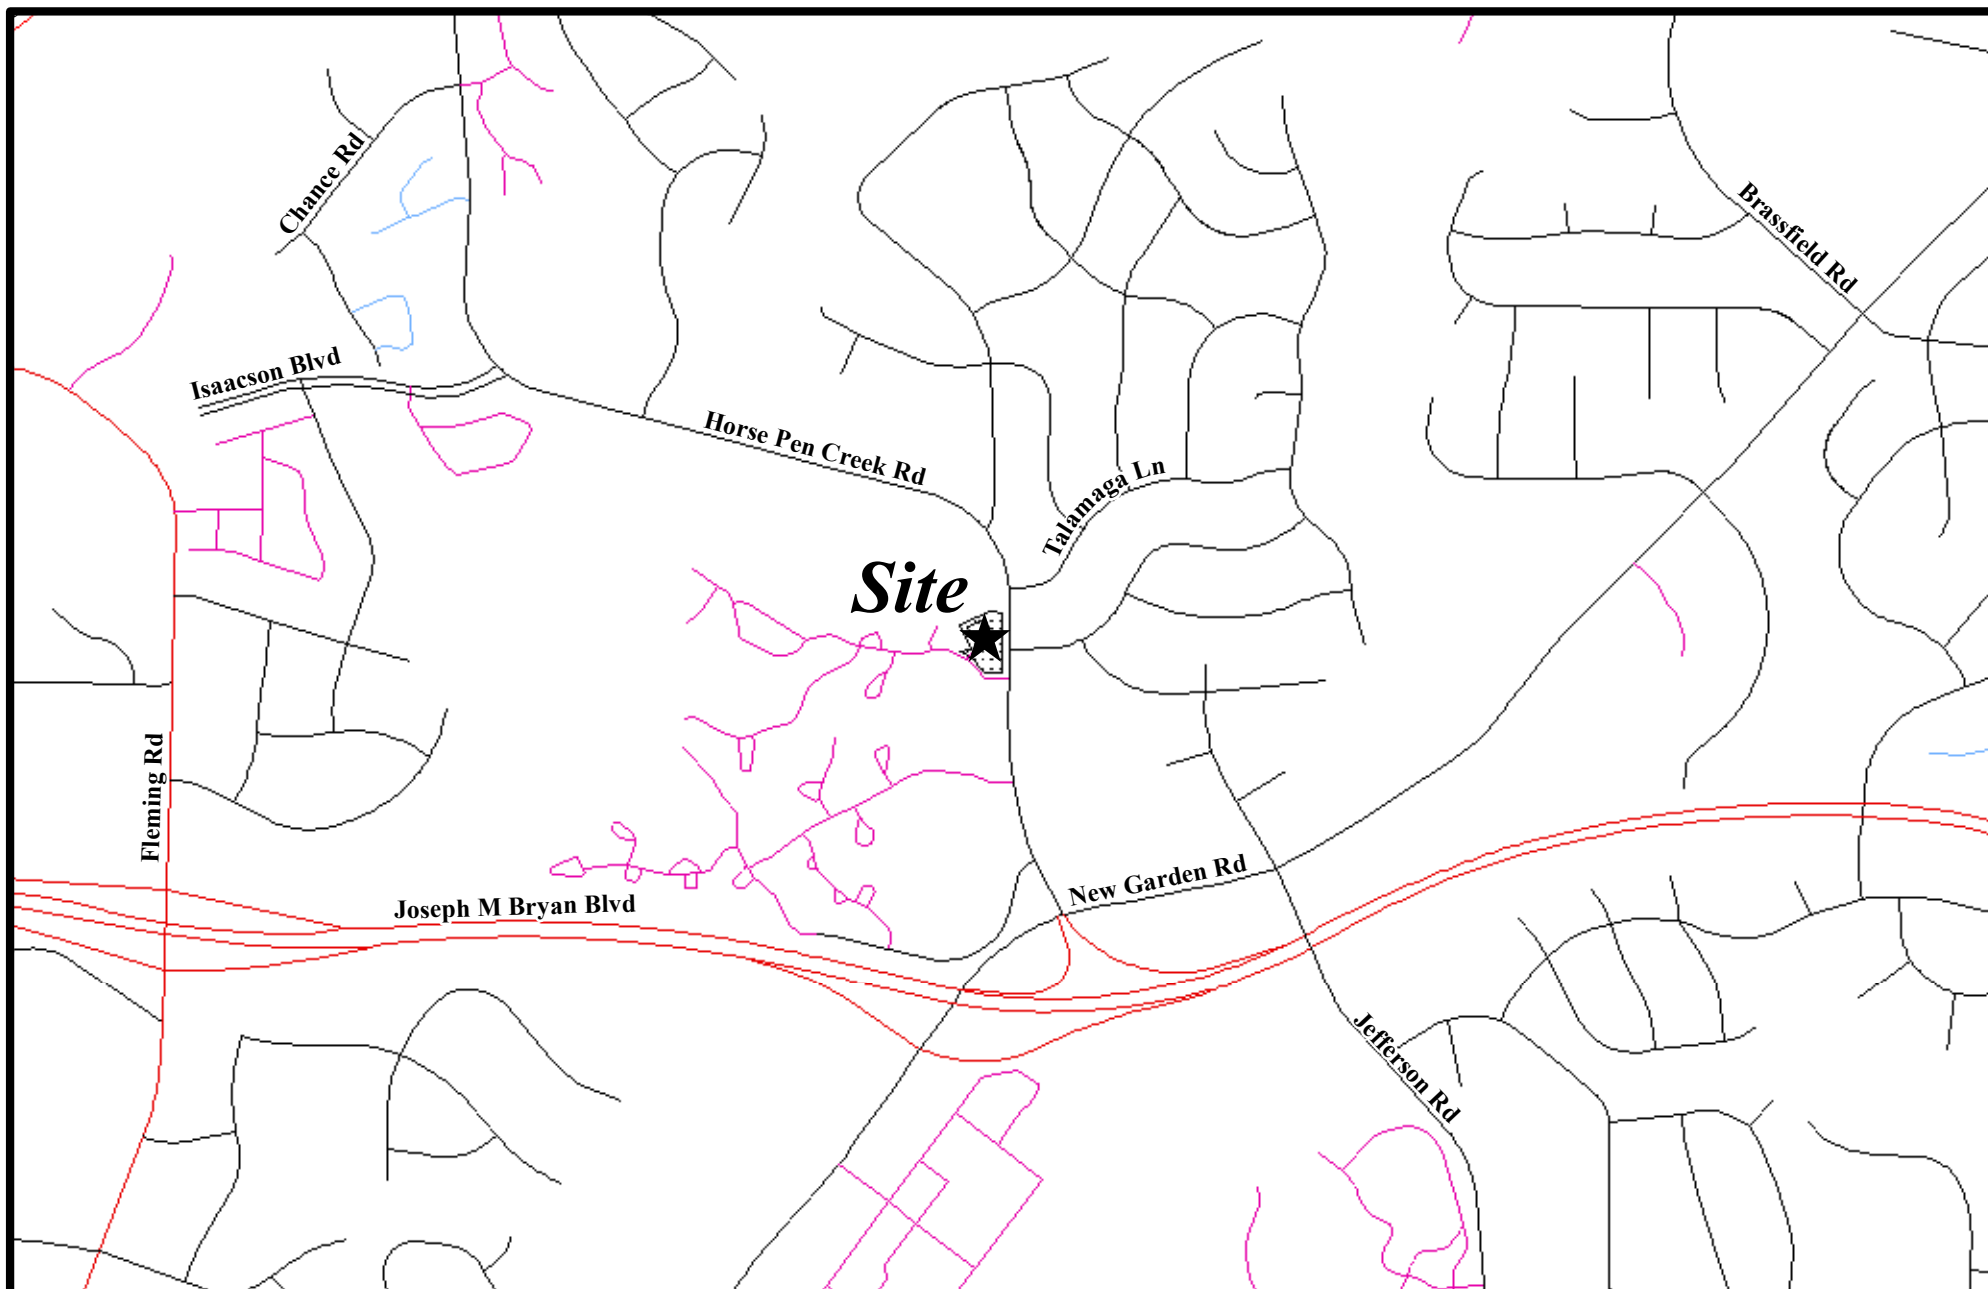 Chance Rd
Brassfield Rd
Isaacson Blvd
Horse Pen Creek Rd
Talamaga Ln
Site
Fleming Rd
New Garden Rd
Joseph M Bryan Blvd
Jefferson Rd